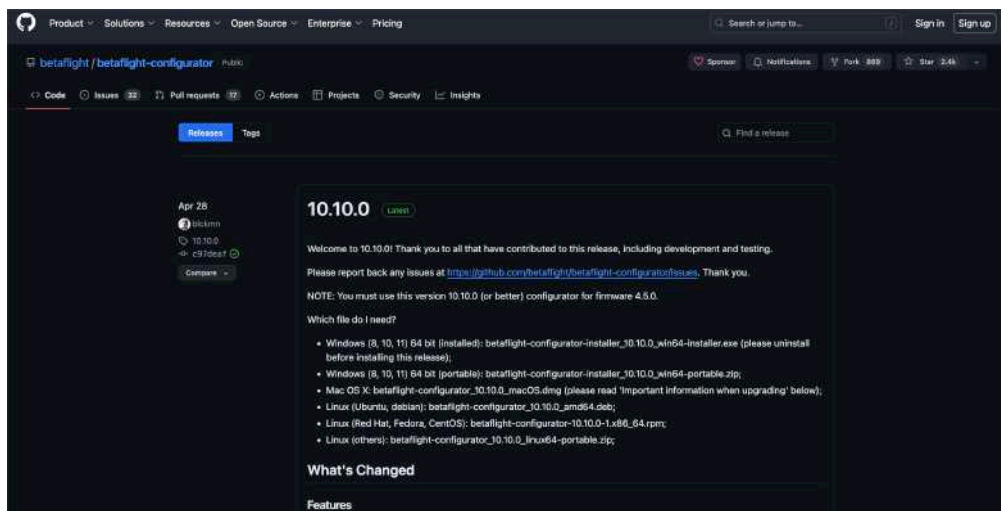 Product Solutions Resources Open Source Enterprise Pricing
Search or jump to... / Sign in Sign up
betaflight / betaflight-configurator Public
Sponsor Notifications Fork 889 Star 2.4k
Code Issues 32 Pull requests 17 Actions Projects Security Insights
Releases Tags
Find a release
Apr 28
blckmn
10.10.0
c97deaf
Compare
10.10.0 Latest
Welcome to 10.10.0! Thank you to all that have contributed to this release, including development and testing.
Please report back any issues at https://github.com/betaflight/betaflight-configurator/issues. Thank you.
NOTE: You must use this version 10.10.0 (or better) configurator for firmware 4.5.0.
Which file do I need?
• Windows (8, 10, 11) 64 bit (installed): betaflight-configurator-installer_10.10.0_win64-installer.exe (please uninstall
before installing this release);
• Windows (8, 10, 11) 64 bit (portable): betaflight-configurator-installer_10.10.0_win64-portable.zip;
• Mac OS X: betaflight-configurator_10.10.0_macOS.dmg (please read 'Important information when upgrading' below);
• Linux (Ubuntu, debian): betaflight-configurator_10.10.0_amd64.deb;
• Linux (Red Hat, Fedora, CentOS): betaflight-configurator-10.10.0-1.x86_64.rpm;
• Linux (others): betaflight-configurator_10.10.0_linux64-portable.zip;
What's Changed
Features